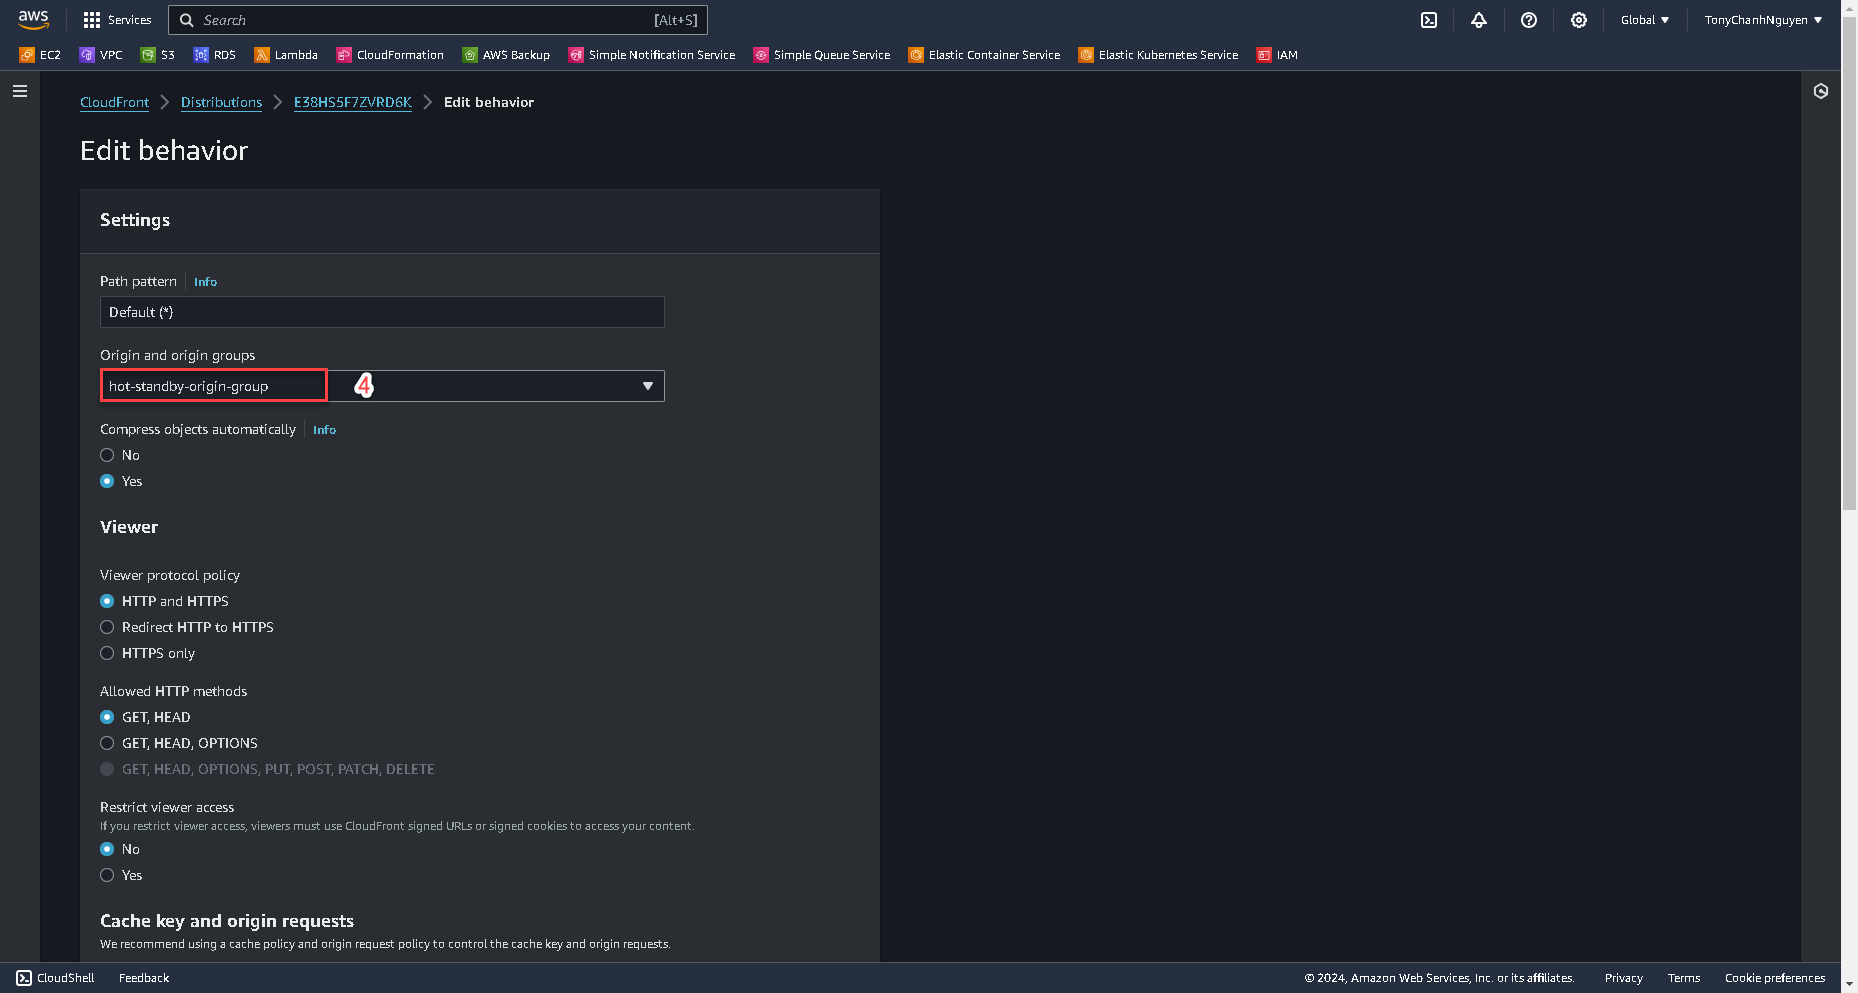 aws Services Search [Alt+S] Global TonyChanhNguyen
EC2 VPC S3 RDS Lambda CloudFormation AWS Backup Simple Notification Service Simple Queue Service Elastic Container Service Elastic Kubernetes Service IAM
CloudFront Distributions E38HS5F7ZVRD6K Edit behavior
Edit behavior
Settings
Path pattern Info
Default (*)
Origin and origin groups
hot-standby-origin-group 4
Compress objects automatically Info
No
Yes
Viewer
Viewer protocol policy
HTTP and HTTPS
Redirect HTTP to HTTPS
HTTPS only
Allowed HTTP methods
GET, HEAD
GET, HEAD, OPTIONS
GET, HEAD, OPTIONS, PUT, POST, PATCH, DELETE
Restrict viewer access
If you restrict viewer access, viewers must use CloudFront signed URLs or signed cookies to access your content.
No
Yes
Cache key and origin requests
We recommend using a cache policy and origin request policy to control the cache key and origin requests.
CloudShell Feedback © 2024, Amazon Web Services, Inc. or its affiliates. Privacy Terms Cookie preferences